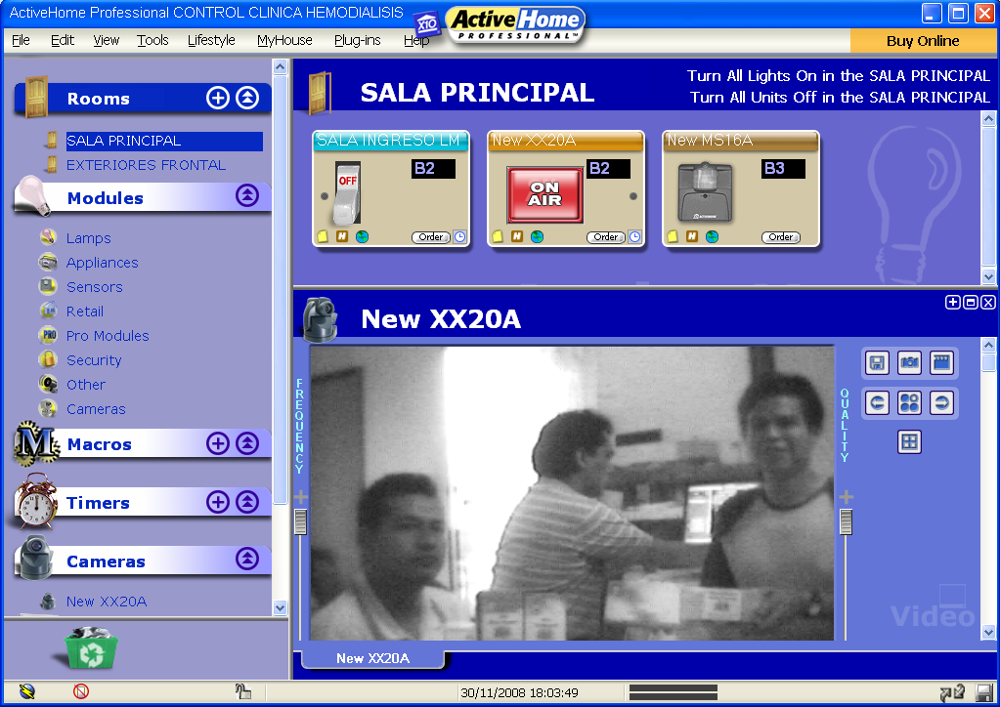 ActiveHome Professional CONTROL CLINICA HEMODIALISIS
File Edit View Tools Lifestyle MyHouse Plug-ins Help
X10 ActiveHome
PROFESSIONAL™
Buy Online
Rooms
SALA PRINCIPAL
EXTERIORES FRONTAL
Modules
Lamps
Appliances
Sensors
Retail
PRO Pro Modules
Security
Other
Cameras
M Macros
Timers
Cameras
New XX20A
SALA PRINCIPAL
Turn All Lights On in the SALA PRINCIPAL
Turn All Units Off in the SALA PRINCIPAL
SALA INGRESO LM
B2
OFF
H
Order
New XX20A
B2
ON
AIR
H
Order
New MS16A
B3
H
Order
New XX20A
FREQUENCY
QUALITY
Video
New XX20A
30/11/2008 18:03:49